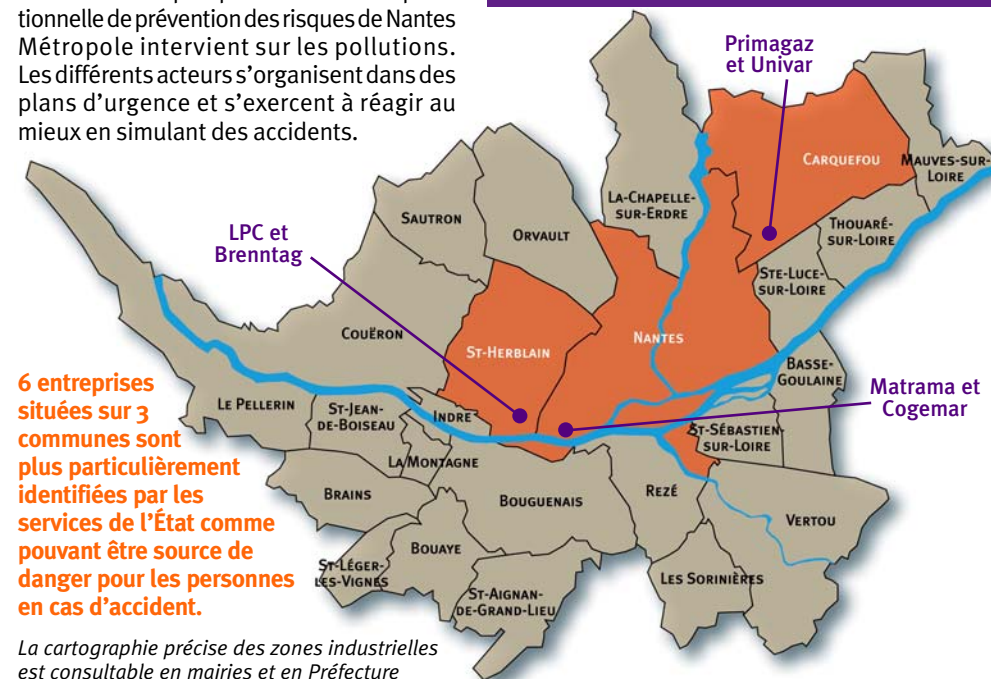 tionnelle de prévention des risques de Nantes
Métropole intervient sur les pollutions.
Les différents acteurs s'organisent dans des
plans d'urgence et s'exercent à réagir au
mieux en simulant des accidents.
Primagaz
et Univar
CARQUEFOU
MAUVES-SUR-
LOIRE
LA-CHAPELLE-
SUR-ERDRE
SAUTRON
ORVAULT
THOUARÉ-
SUR-LOIRE
LPC et
Brenntag
STE-LUCE-
SUR-LOIRE
COUËRON
ST-HERBLAIN
NANTES
BASSE-
GOULAINE
Matrama et
Cogemar
6 entreprises
situées sur 3
communes sont
plus particulièrement
identifiées par les
services de l'État comme
pouvant être source de
danger pour les personnes
en cas d'accident.
LE PELLERIN
ST-JEAN-
DE-BOISEAU
INDRE
ST-SÉBASTIEN-
SUR-LOIRE
LA MONTAGNE
BRAINS
BOUGUENAIS
REZÉ
VERTOU
BOUAYE
ST-LÉGER-
LES-VIGNES
ST-AIGNAN-
DE-GRAND-LIEU
LES SORINIÈRES
La cartographie précise des zones industrielles
est consultable en mairies et en Préfecture